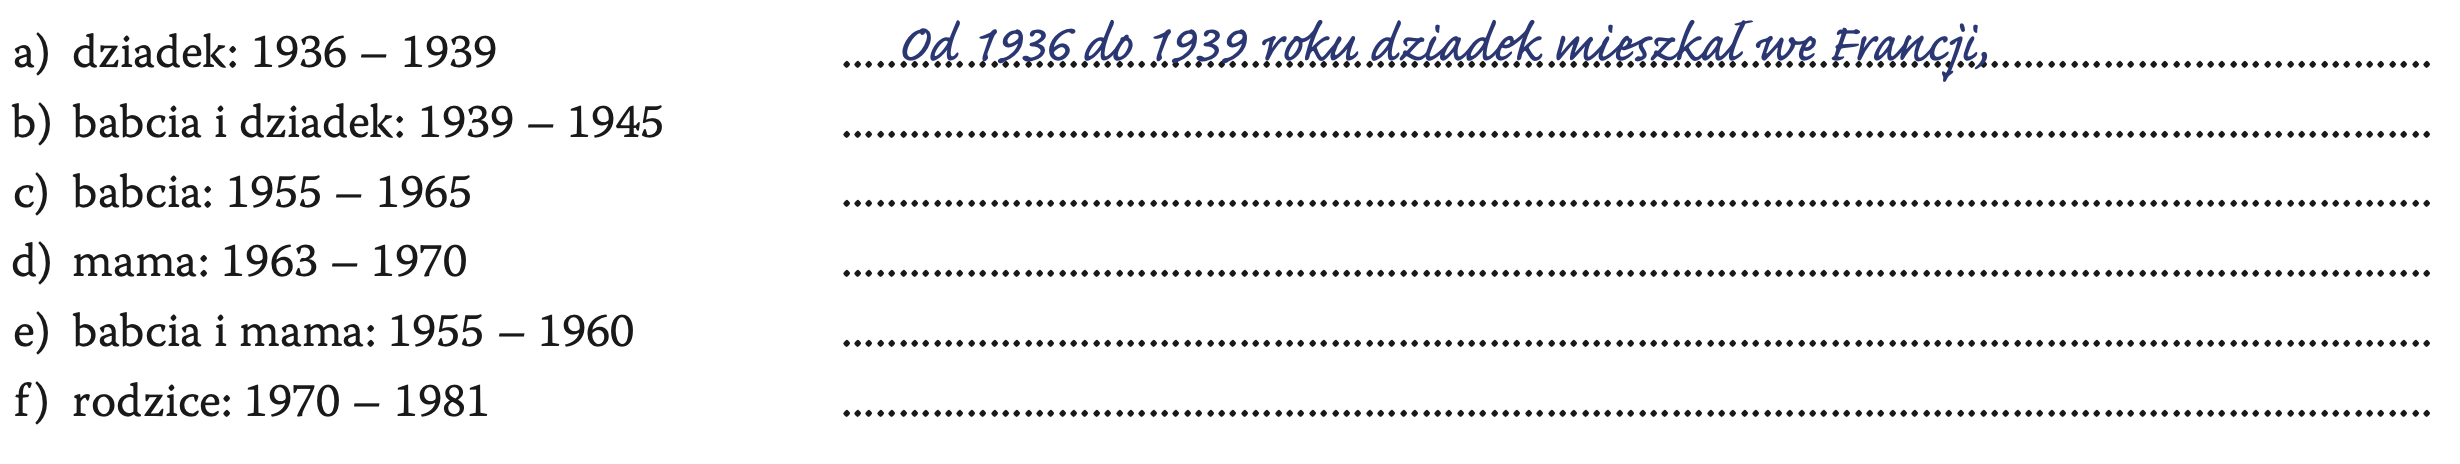 a) dziadek: 1936 – 1939 Od 1936 do 1939 roku dziadek mieszkał we Francji,
b) babcia i dziadek: 1939 – 1945
c) babcia: 1955 – 1965
d) mama: 1963 – 1970
e) babcia i mama: 1955 – 1960
f) rodzice: 1970 – 1981